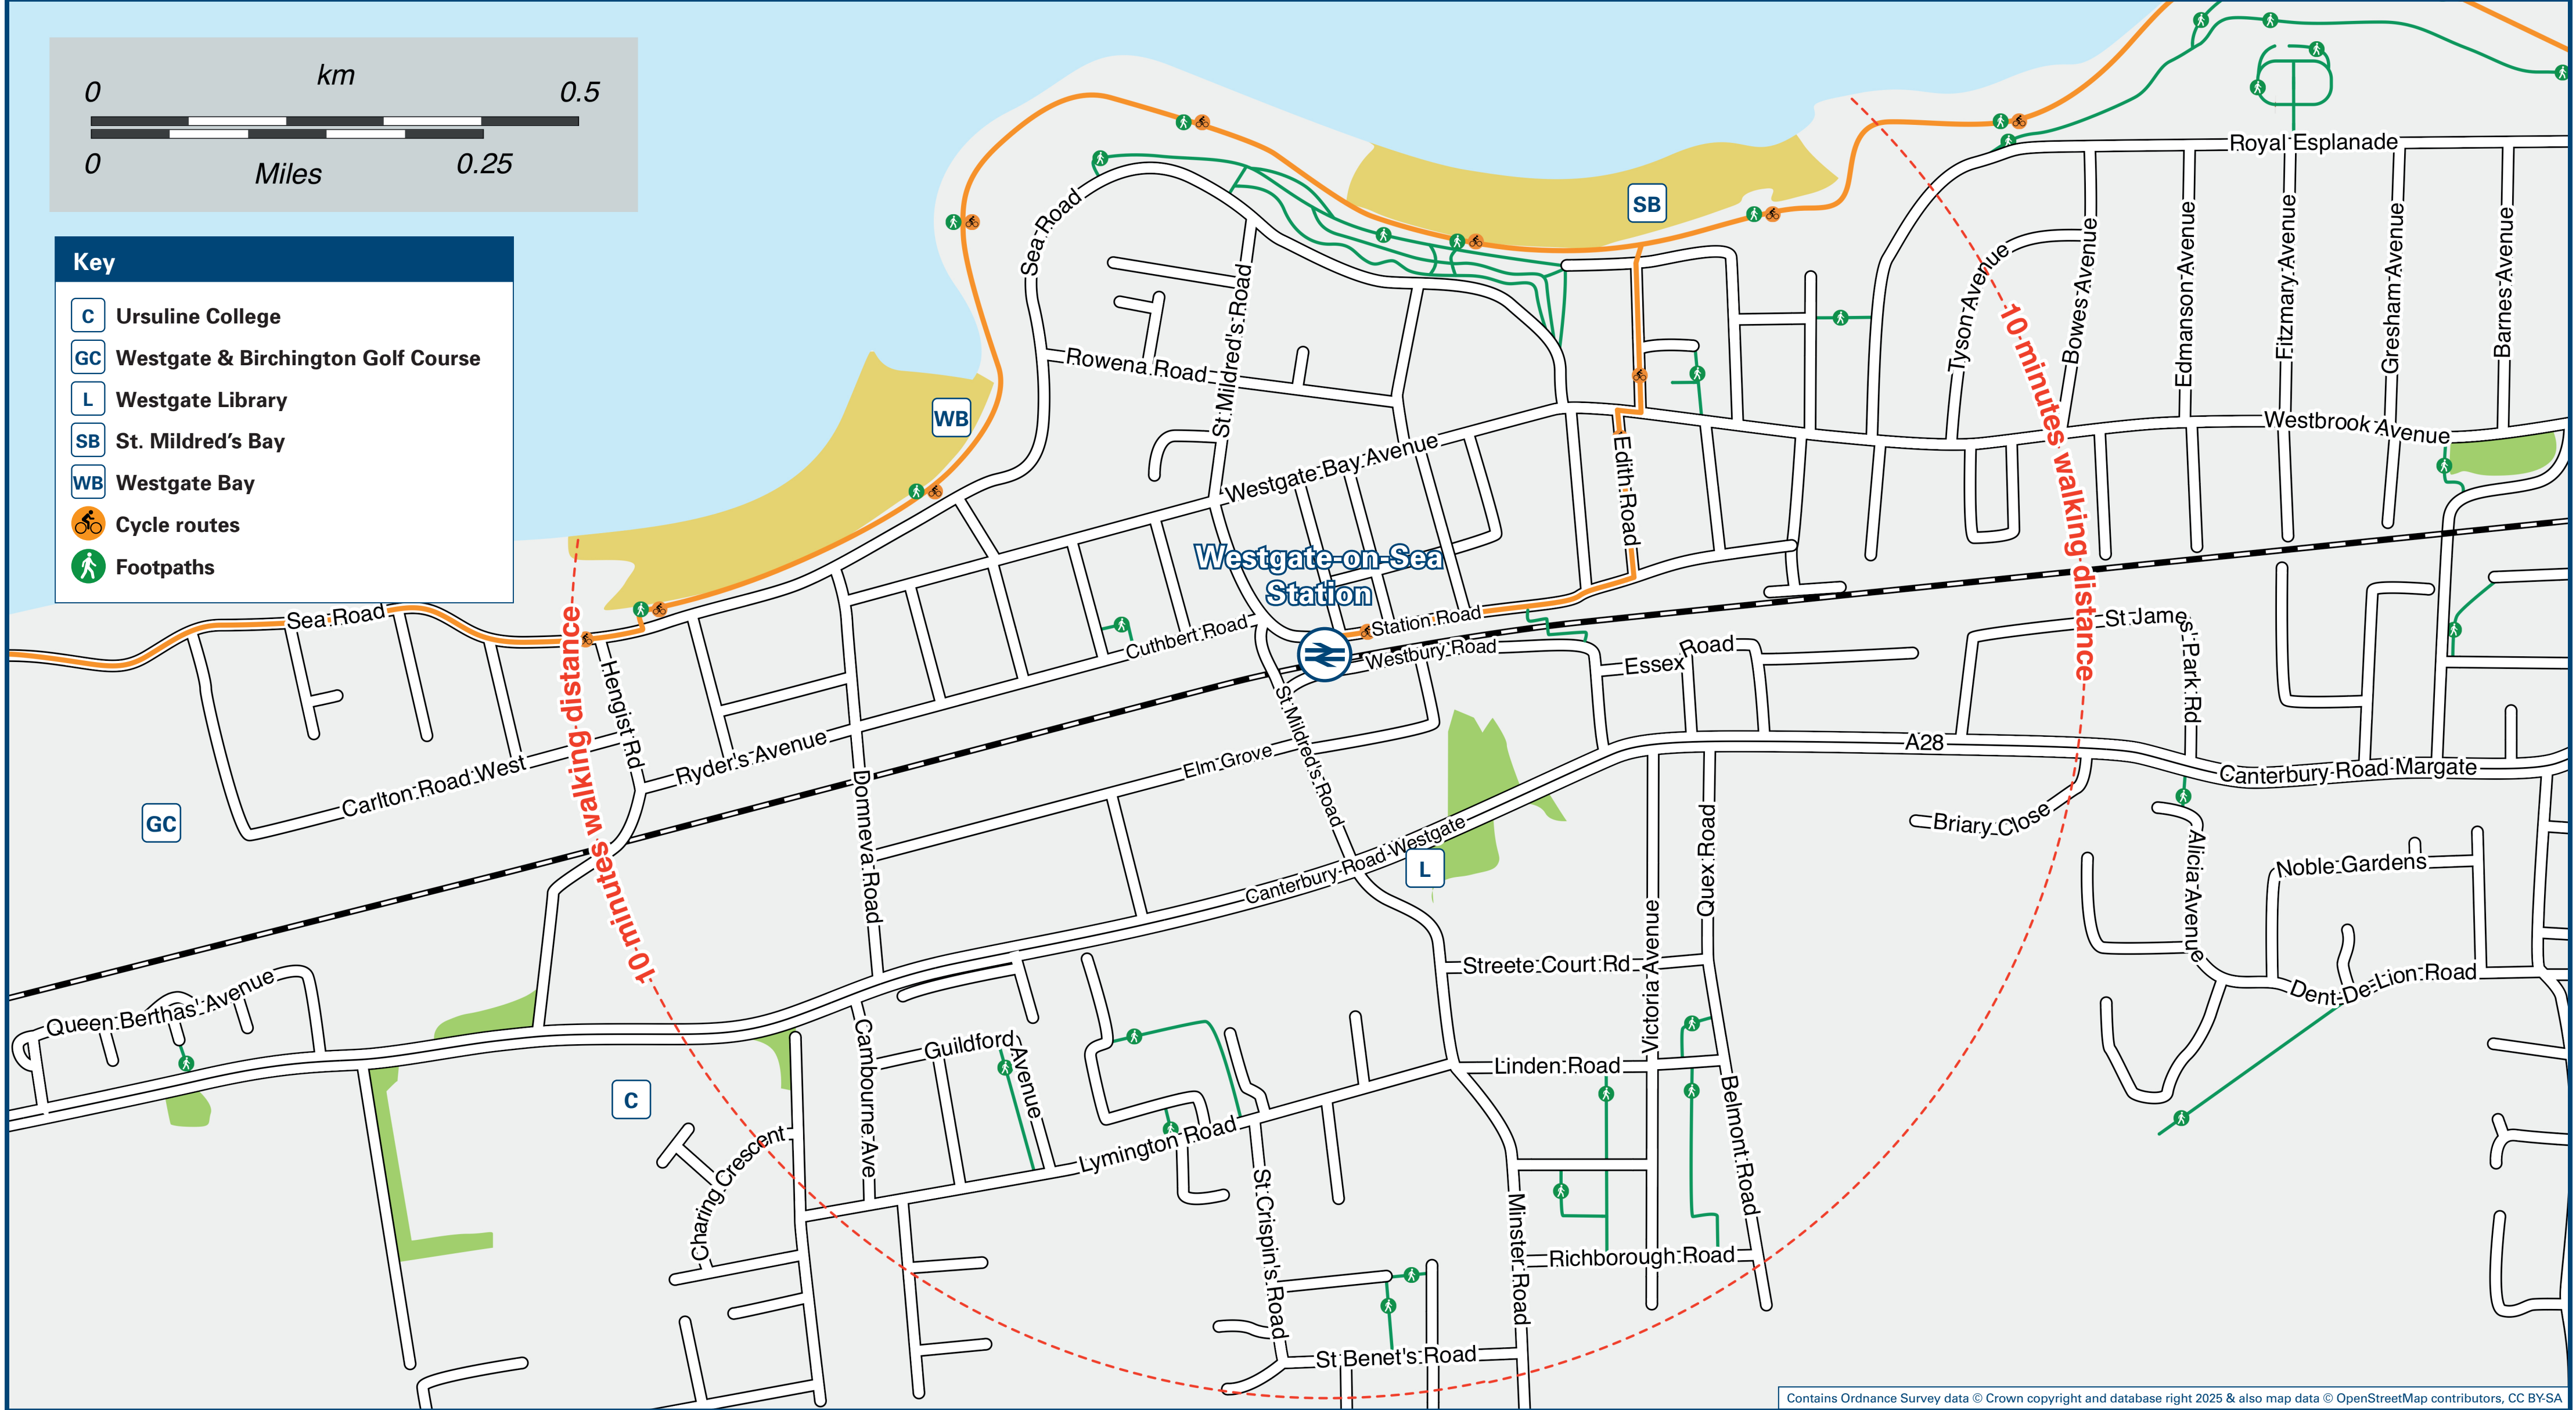 km
0
0.5
0
0.25
Miles
Key
C
Ursuline College
GC
Westgate & Birchington Golf Course
L
Westgate Library
SB
St. Mildred's Bay
WB
Westgate Bay
Cycle routes
Footpaths
Royal Esplanade
SB
Sea Road
St Mildred's Road
Rowena Road
WB
Tyson Avenue
Bowes Avenue
Edmanson Avenue
Fitzmary Avenue
Gresham Avenue
Barnes Avenue
10 minutes walking distance
Westbrook Avenue
Westgate Bay Avenue
Edith Road
Westgate-on-Sea
Station
Station Road
Cuthbert Road
Westbury Road
Essex Road
St James' Park Rd
Sea Road
Hengist Rd
10 minutes walking distance
Carlton Road West
Ryder's Avenue
Domneva Road
Elm Grove
St Mildred's Road
A28
Canterbury Road Margate
GC
Canterbury Road Westgate
L
Quex Road
Briary Close
Alicia Avenue
Noble Gardens
Victoria Avenue
Streete Court Rd
Dent-De-Lion Road
Queen Berthas' Avenue
Cambourne Ave
Guildford Avenue
Linden Road
Belmont Road
C
Charing Crescent
Lymington Road
St Crispin's Road
Minster Road
Richborough Road
St Benet's Road
Contains Ordnance Survey data © Crown copyright and database right 2025 & also map data © OpenStreetMap contributors, CC BY-SA